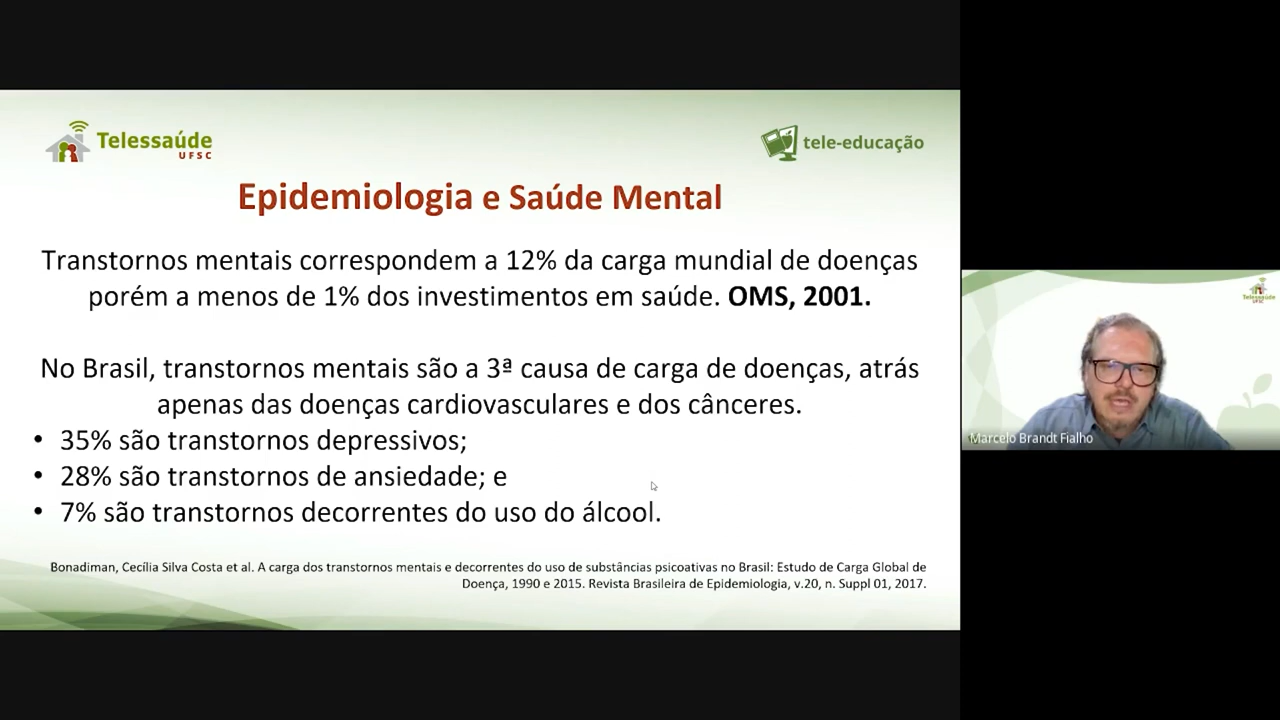 Telessaúde
UFSC
tele-educação
Epidemiologia e Saúde Mental
Transtornos mentais correspondem a 12% da carga mundial de doenças
porém a menos de 1% dos investimentos em saúde. OMS, 2001.
No Brasil, transtornos mentais são a 3ª causa de carga de doenças, atrás
apenas das doenças cardiovasculares e dos cânceres.
• 35% são transtornos depressivos;
• 28% são transtornos de ansiedade; e
• 7% são transtornos decorrentes do uso do álcool.
Bonadiman, Cecília Silva Costa et al. A carga dos transtornos mentais e decorrentes do uso de substâncias psicoativas no Brasil: Estudo de Carga Global de
Doença, 1990 e 2015. Revista Brasileira de Epidemiologia, v.20, n. Suppl 01, 2017.
Telessaúde
UFSC
Marcelo Brandt Fialho